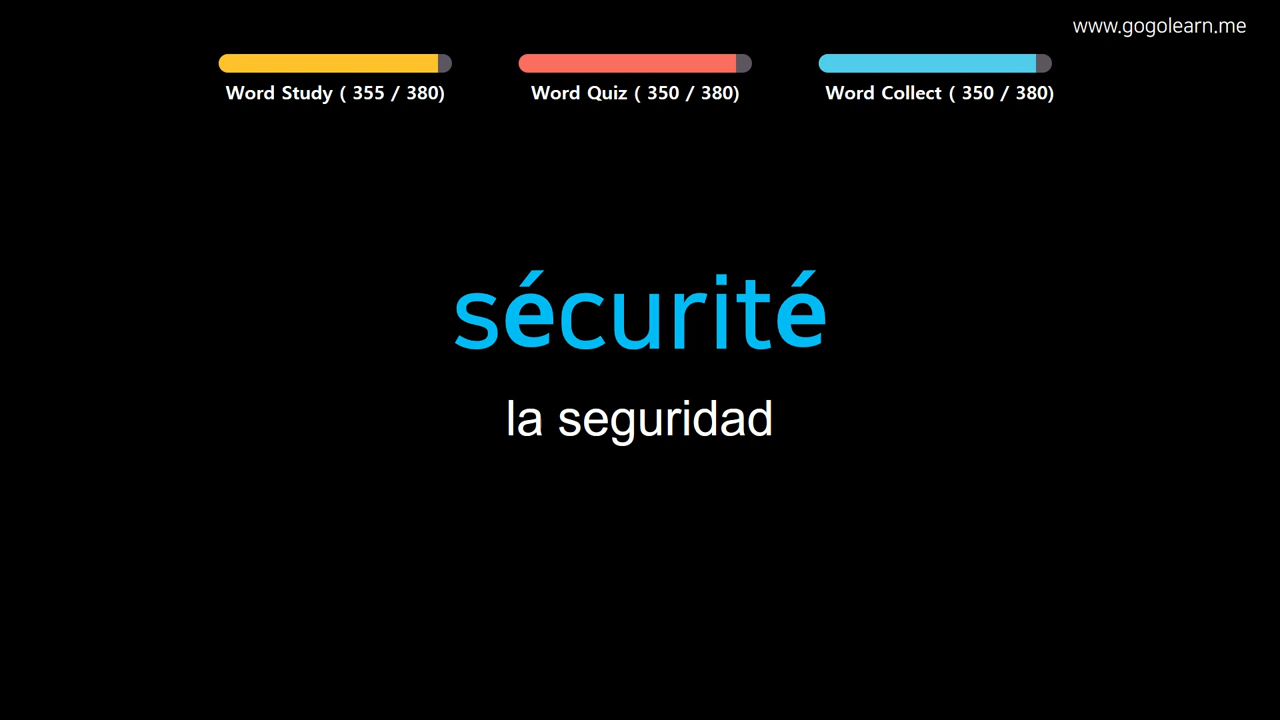 www.gogolearn.me
Word Study ( 355 / 380)
Word Quiz ( 350 / 380)
Word Collect ( 350 / 380)
sécurité
la seguridad